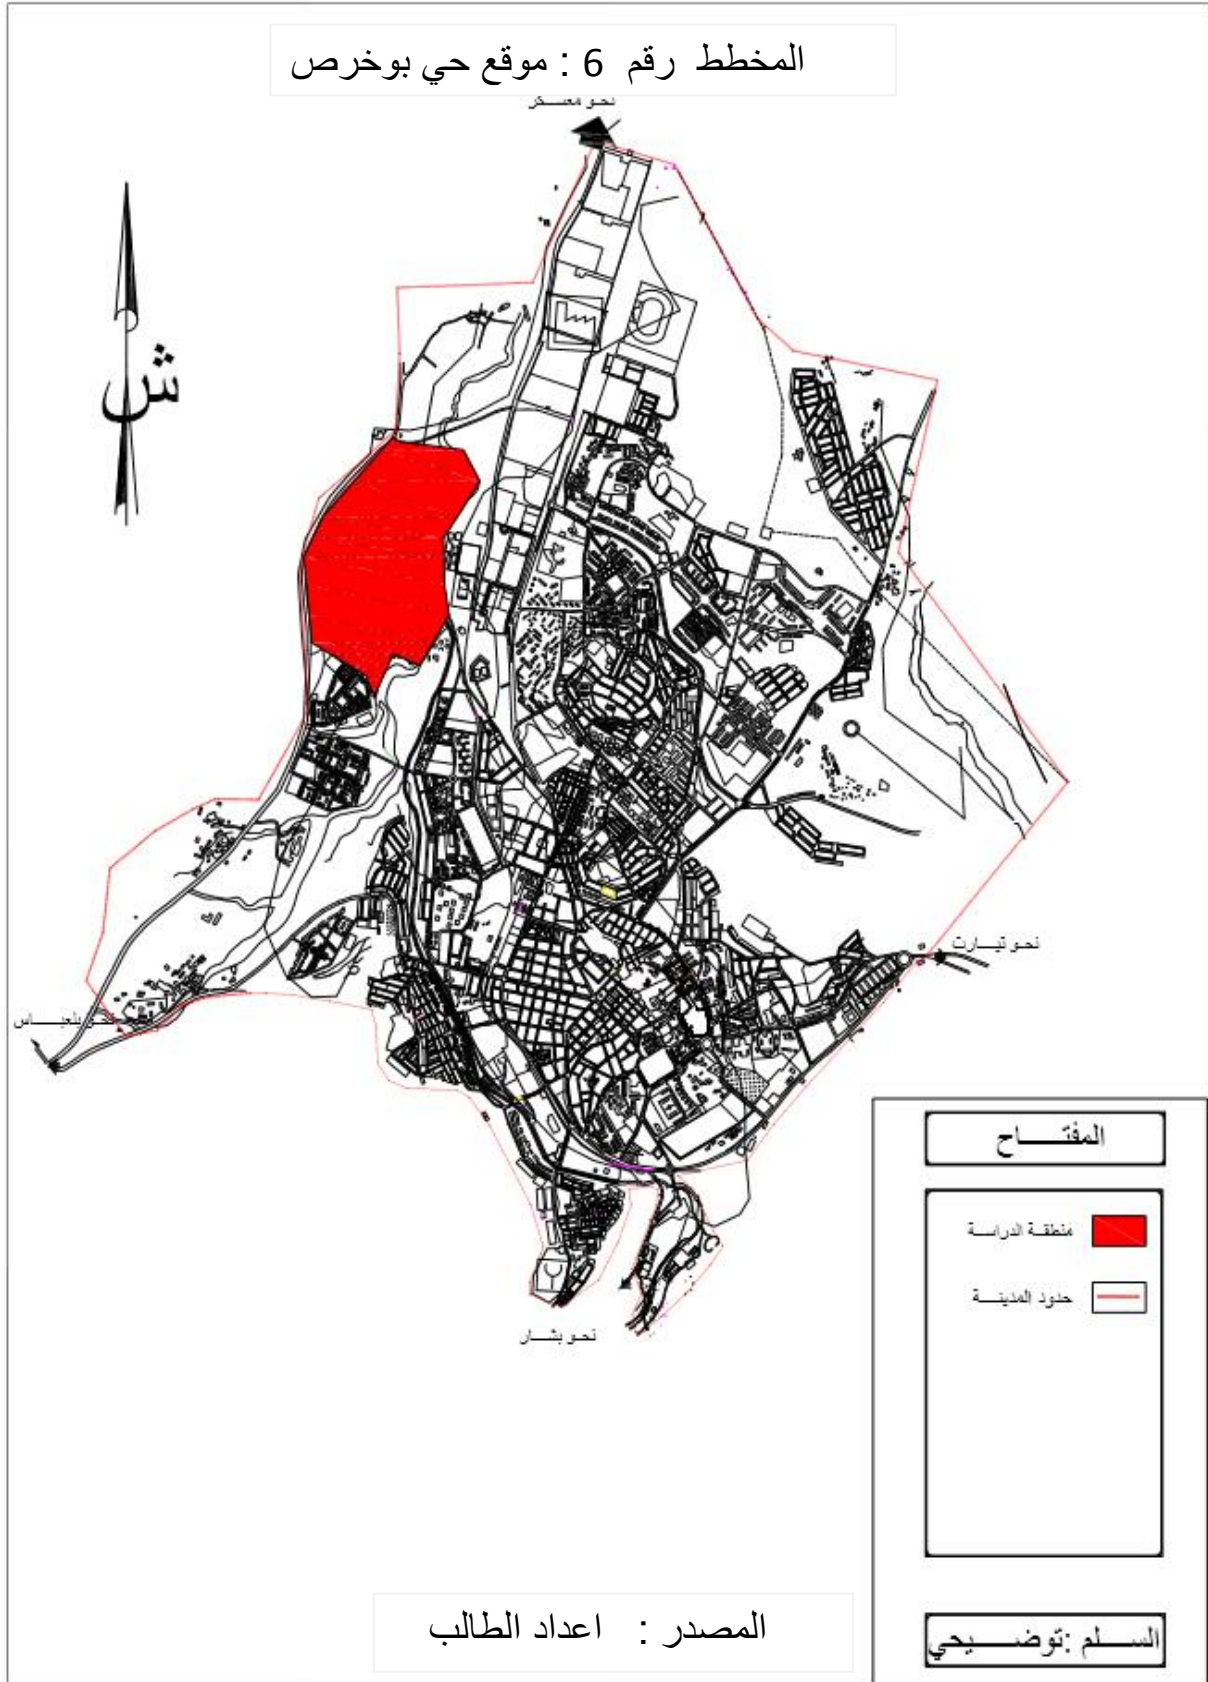 المخطط رقم 6 : موقع حي بوخرص
نحو معسكر
ش
نحو تيارت
نحو بلعباس
نحو بشار
المفتاح
منطقة الدراسة
حدود المدينة
السلم :توضيحي
المصدر : اعداد الطالب